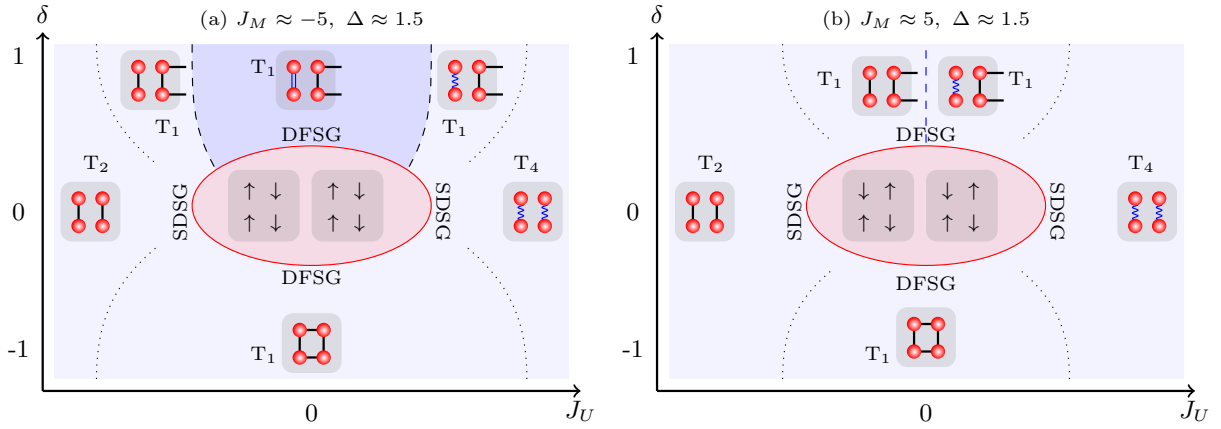 δ
(a) J_M ≈ −5, Δ ≈ 1.5
1
T₁
T₁
T₁
DFSG
T₂
T₄
0
SDSG
↑ ↓ ↑ ↓
↑ ↓ ↑ ↓
SDSG
DFSG
-1
T₁
0
J_U
δ
(b) J_M ≈ 5, Δ ≈ 1.5
1
T₁
T₁
DFSG
T₂
T₄
0
SDSG
↓ ↑ ↓ ↑
↑ ↓ ↑ ↓
SDSG
DFSG
-1
T₁
0
J_U